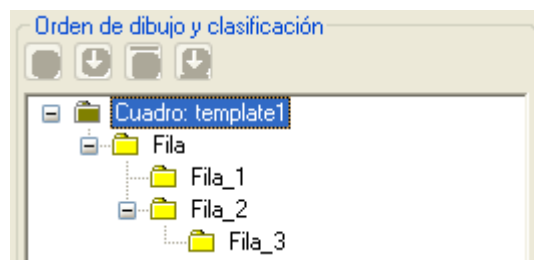 Orden de dibujo y clasificación
Cuadro: template1
Fila
Fila_1
Fila_2
Fila_3